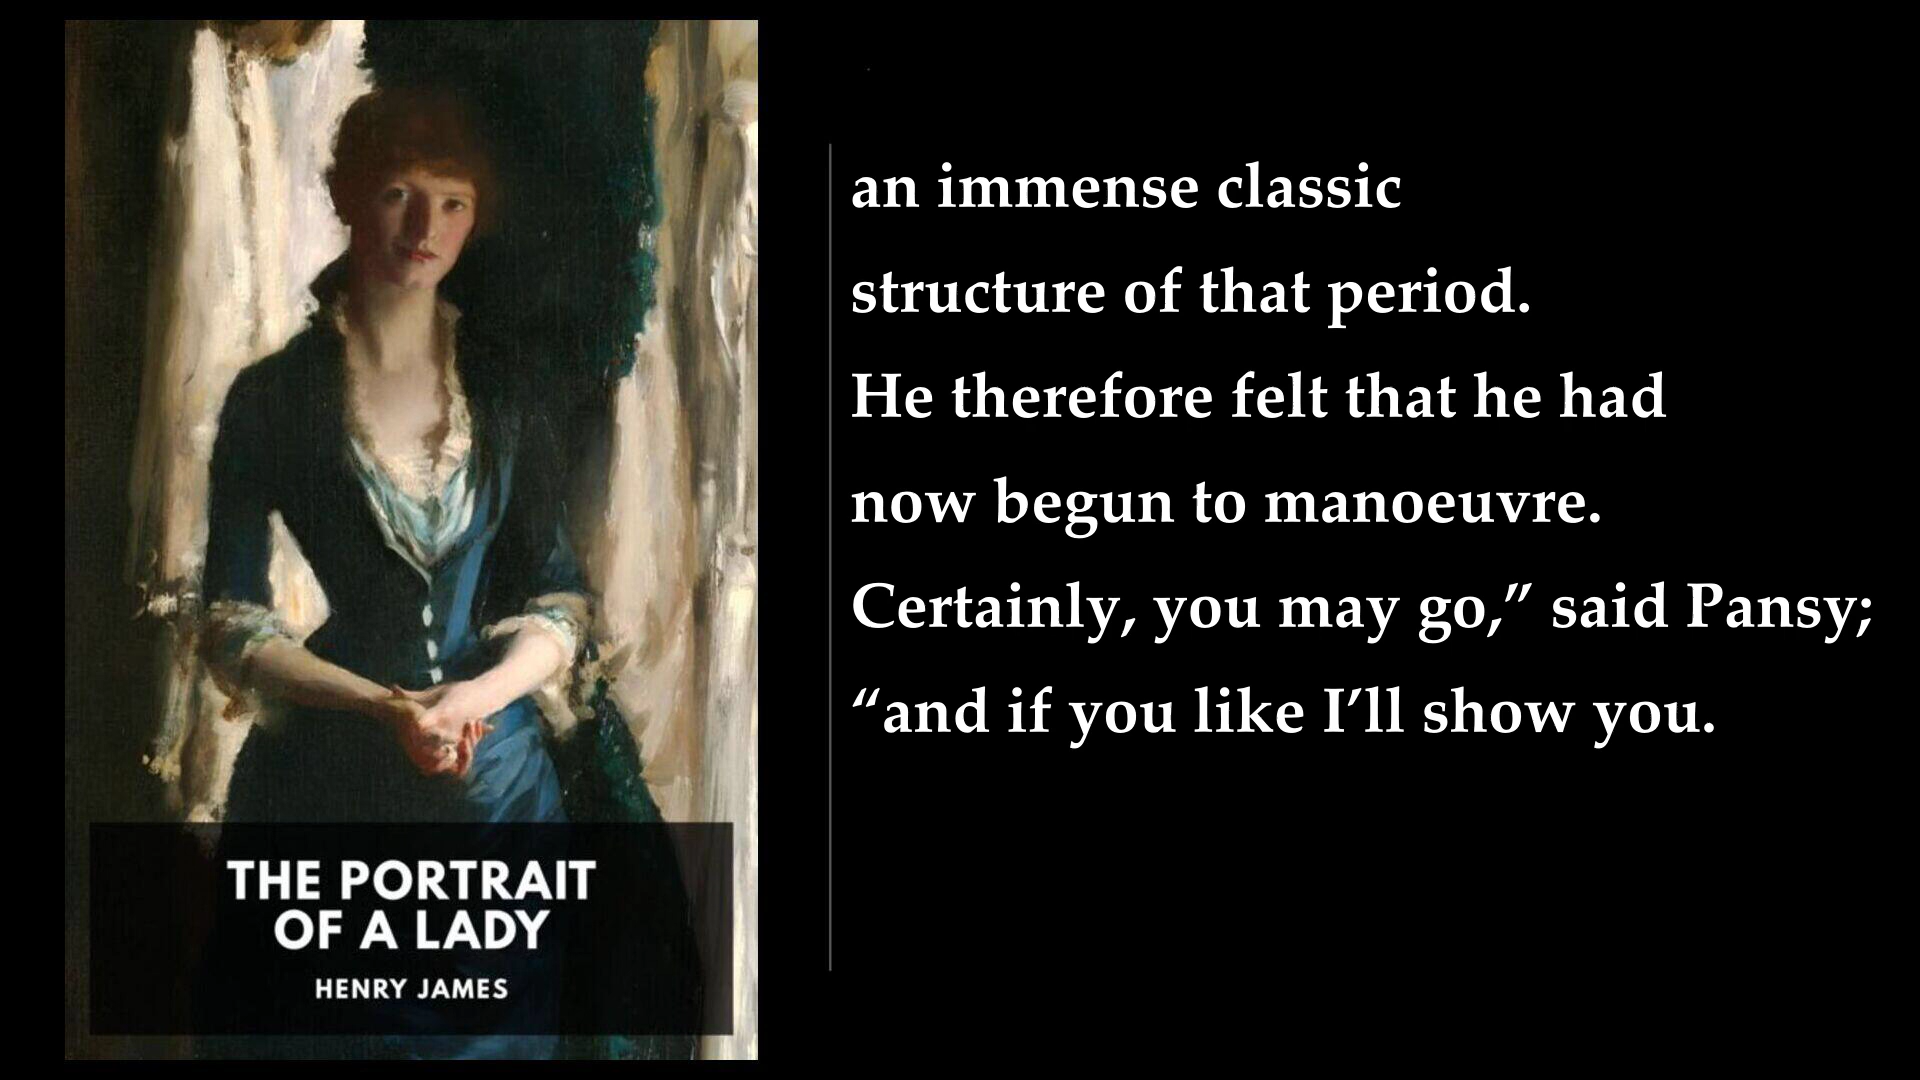 THE PORTRAIT
OF A LADY
HENRY JAMES
an immense classic
structure of that period.
He therefore felt that he had
now begun to manoeuvre.
Certainly, you may go,” said Pansy;
“and if you like I’ll show you.